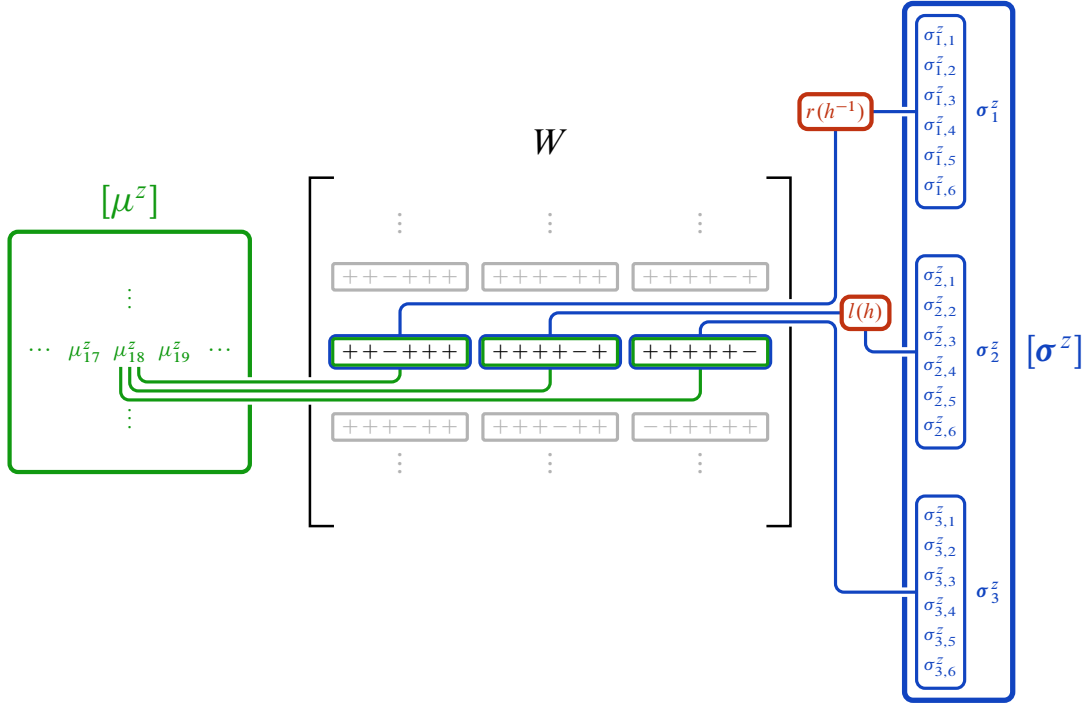 [μ^z]
⋮
⋯ μ^z_17 μ^z_18 μ^z_19 ⋯
⋮
W
⋮ ⋮ ⋮
++−+++ +++−++ ++++−+
++−+++ ++++−+ + +++++−
+++−++ +++−++ −+++++
⋮ ⋮ ⋮
r(h^{−1})
l(h)
σ^z_{1,1}
σ^z_{1,2}
σ^z_{1,3}
σ^z_{1,4}
σ^z_{1,5}
σ^z_{1,6}
σ^z_1
σ^z_{2,1}
σ^z_{2,2}
σ^z_{2,3}
σ^z_{2,4}
σ^z_{2,5}
σ^z_{2,6}
σ^z_2
[σ^z]
σ^z_{3,1}
σ^z_{3,2}
σ^z_{3,3}
σ^z_{3,4}
σ^z_{3,5}
σ^z_{3,6}
σ^z_3